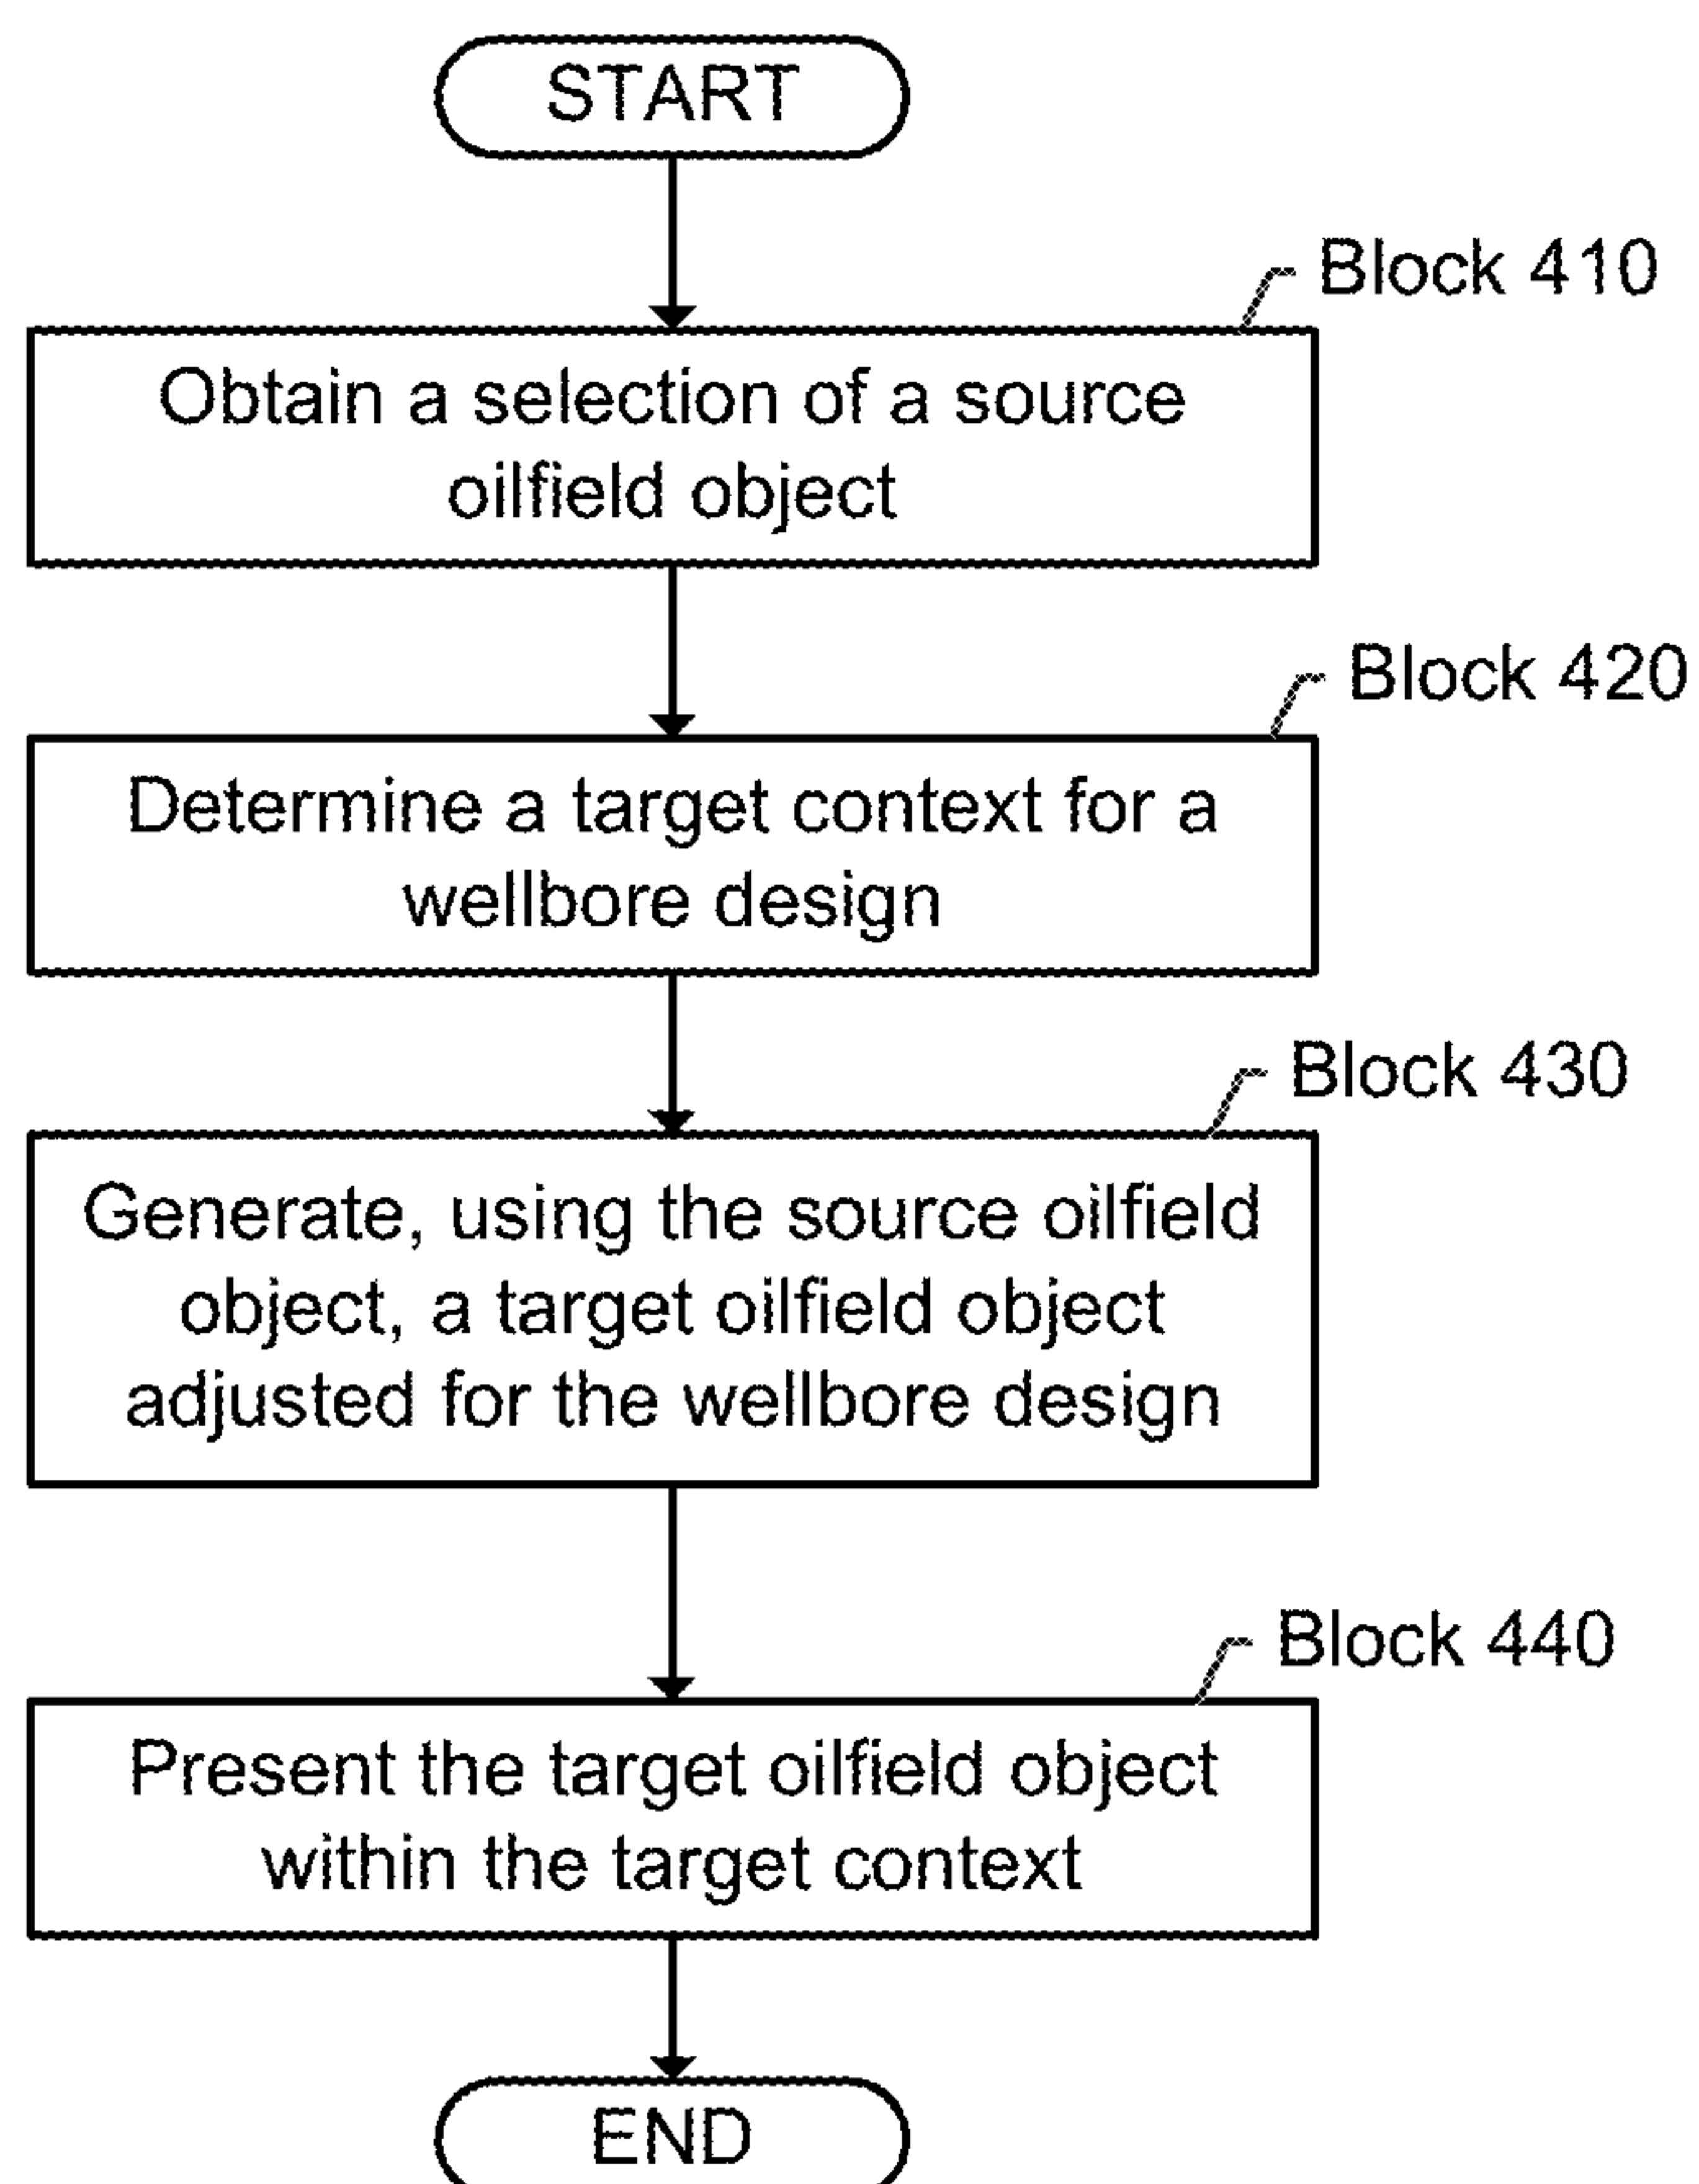 START
Block 410
Obtain a selection of a source
oilfield object
Block 420
Determine a target context for a
wellbore design
Block 430
Generate, using the source oilfield
object, a target oilfield object
adjusted for the wellbore design
Block 440
Present the target oilfield object
within the target context
END